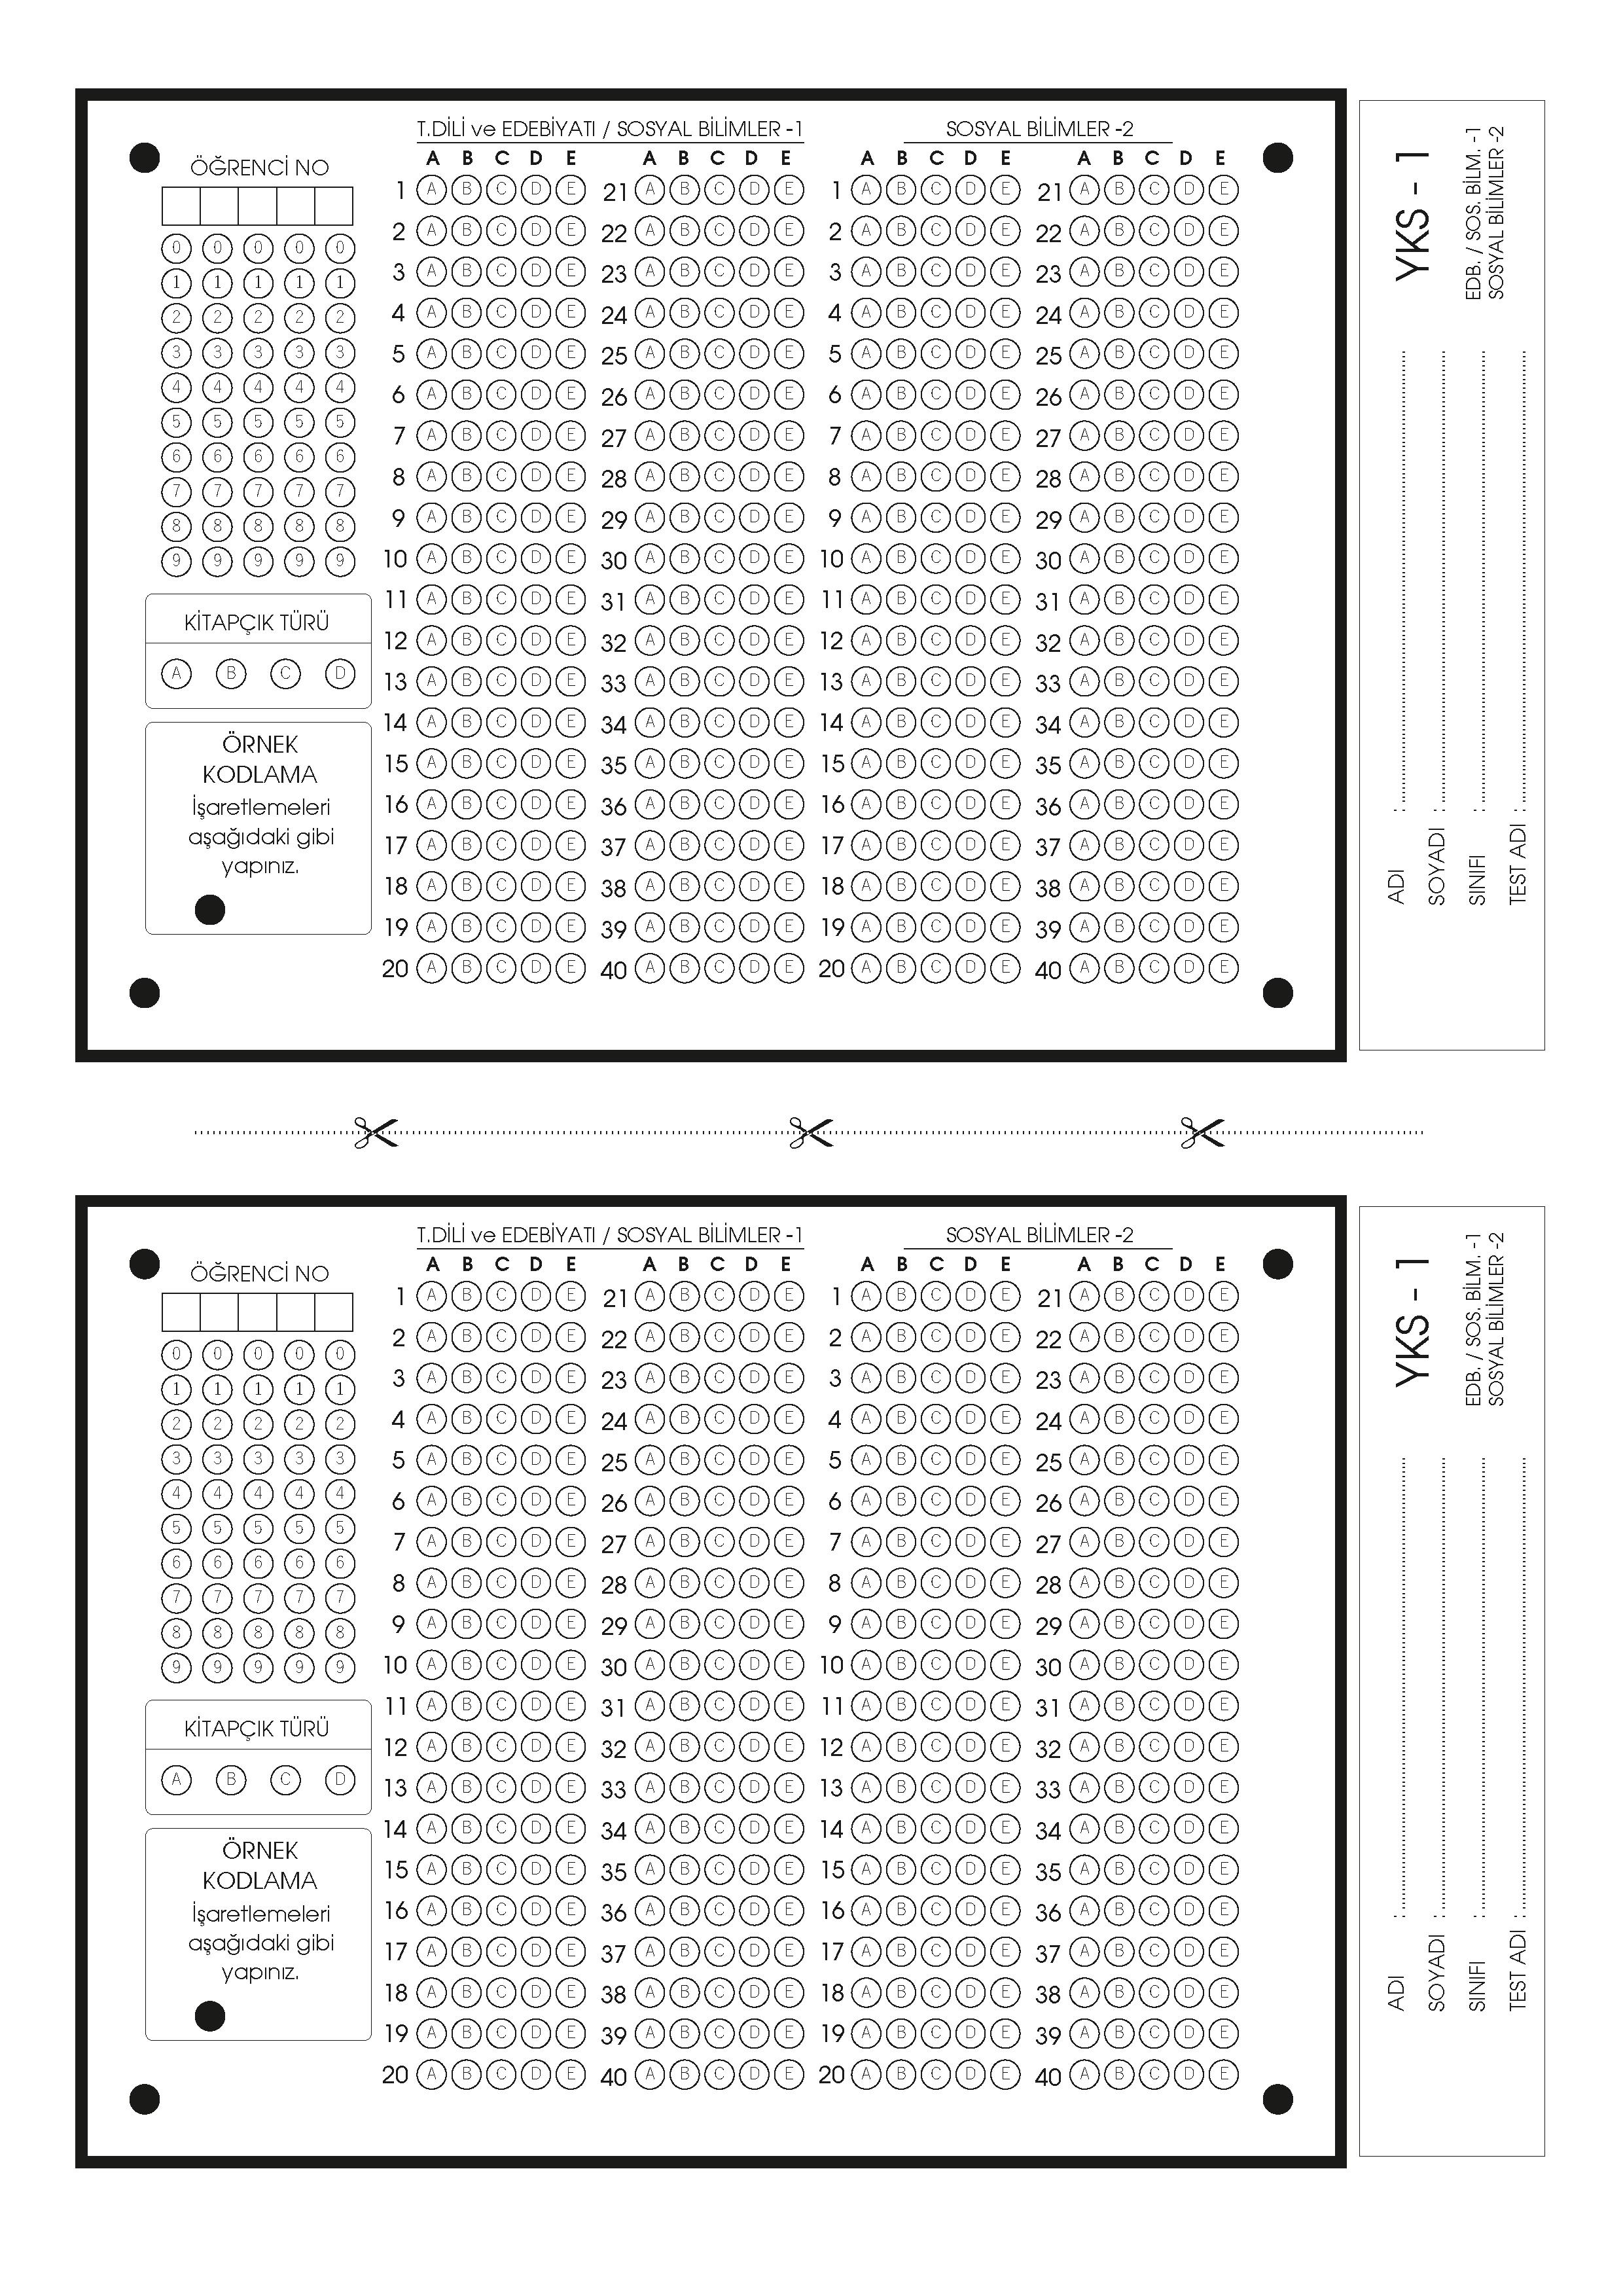 T.DİLİ ve EDEBİYATI / SOSYAL BİLİMLER -1 SOSYAL BİLİMLER -2
ÖĞRENCİ NO
A B C D E A B C D E A B C D E A B C D E
1 A B C D E 21 A B C D E 1 A B C D E 21 A B C D E
2 A B C D E 22 A B C D E 2 A B C D E 22 A B C D E
3 A B C D E 23 A B C D E 3 A B C D E 23 A B C D E
4 A B C D E 24 A B C D E 4 A B C D E 24 A B C D E
5 A B C D E 25 A B C D E 5 A B C D E 25 A B C D E
6 A B C D E 26 A B C D E 6 A B C D E 26 A B C D E
7 A B C D E 27 A B C D E 7 A B C D E 27 A B C D E
8 A B C D E 28 A B C D E 8 A B C D E 28 A B C D E
9 A B C D E 29 A B C D E 9 A B C D E 29 A B C D E
10 A B C D E 30 A B C D E 10 A B C D E 30 A B C D E
11 A B C D E 31 A B C D E 11 A B C D E 31 A B C D E
12 A B C D E 32 A B C D E 12 A B C D E 32 A B C D E
13 A B C D E 33 A B C D E 13 A B C D E 33 A B C D E
14 A B C D E 34 A B C D E 14 A B C D E 34 A B C D E
15 A B C D E 35 A B C D E 15 A B C D E 35 A B C D E
16 A B C D E 36 A B C D E 16 A B C D E 36 A B C D E
17 A B C D E 37 A B C D E 17 A B C D E 37 A B C D E
18 A B C D E 38 A B C D E 18 A B C D E 38 A B C D E
19 A B C D E 39 A B C D E 19 A B C D E 39 A B C D E
20 A B C D E 40 A B C D E 20 A B C D E 40 A B C D E
0 0 0 0 0
1 1 1 1 1
2 2 2 2 2
3 3 3 3 3
4 4 4 4 4
5 5 5 5 5
6 6 6 6 6
7 7 7 7 7
8 8 8 8 8
9 9 9 9 9
KİTAPÇIK TÜRÜ
A B C D
ÖRNEK
KODLAMA
İşaretlemeleri
aşağıdaki gibi
yapınız.
YKS - 1
EDB. / SOS. BİLM. -1
SOSYAL BİLİMLER -2
ADI :
SOYADI :
SINIFI :
TEST ADI :
T.DİLİ ve EDEBİYATI / SOSYAL BİLİMLER -1 SOSYAL BİLİMLER -2
ÖĞRENCİ NO
A B C D E A B C D E A B C D E A B C D E
1 A B C D E 21 A B C D E 1 A B C D E 21 A B C D E
2 A B C D E 22 A B C D E 2 A B C D E 22 A B C D E
3 A B C D E 23 A B C D E 3 A B C D E 23 A B C D E
4 A B C D E 24 A B C D E 4 A B C D E 24 A B C D E
5 A B C D E 25 A B C D E 5 A B C D E 25 A B C D E
6 A B C D E 26 A B C D E 6 A B C D E 26 A B C D E
7 A B C D E 27 A B C D E 7 A B C D E 27 A B C D E
8 A B C D E 28 A B C D E 8 A B C D E 28 A B C D E
9 A B C D E 29 A B C D E 9 A B C D E 29 A B C D E
10 A B C D E 30 A B C D E 10 A B C D E 30 A B C D E
11 A B C D E 31 A B C D E 11 A B C D E 31 A B C D E
12 A B C D E 32 A B C D E 12 A B C D E 32 A B C D E
13 A B C D E 33 A B C D E 13 A B C D E 33 A B C D E
14 A B C D E 34 A B C D E 14 A B C D E 34 A B C D E
15 A B C D E 35 A B C D E 15 A B C D E 35 A B C D E
16 A B C D E 36 A B C D E 16 A B C D E 36 A B C D E
17 A B C D E 37 A B C D E 17 A B C D E 37 A B C D E
18 A B C D E 38 A B C D E 18 A B C D E 38 A B C D E
19 A B C D E 39 A B C D E 19 A B C D E 39 A B C D E
20 A B C D E 40 A B C D E 20 A B C D E 40 A B C D E
0 0 0 0 0
1 1 1 1 1
2 2 2 2 2
3 3 3 3 3
4 4 4 4 4
5 5 5 5 5
6 6 6 6 6
7 7 7 7 7
8 8 8 8 8
9 9 9 9 9
KİTAPÇIK TÜRÜ
A B C D
ÖRNEK
KODLAMA
İşaretlemeleri
aşağıdaki gibi
yapınız.
YKS - 1
EDB. / SOS. BİLM. -1
SOSYAL BİLİMLER -2
ADI :
SOYADI :
SINIFI :
TEST ADI :